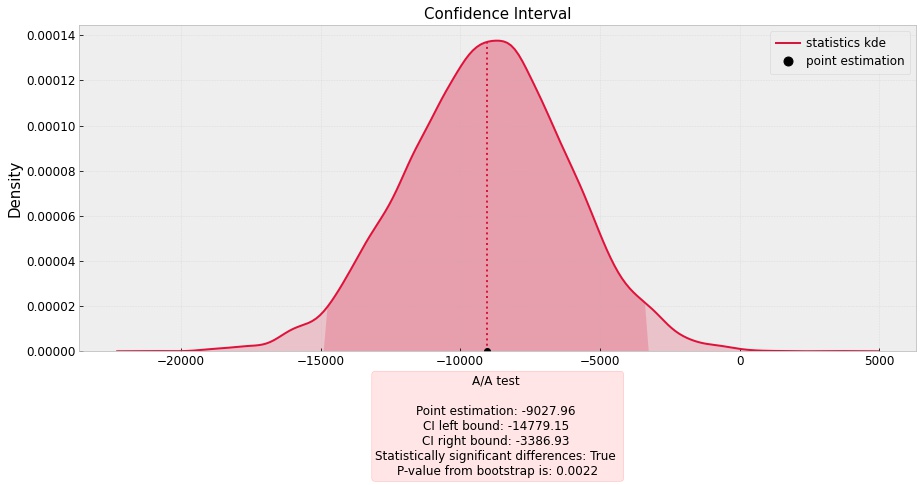 Confidence Interval
statistics kde
point estimation
Density
0.00014
0.00012
0.00010
0.00008
0.00006
0.00004
0.00002
0.00000
−20000 −15000 −10000 −5000 0 5000
A/A test
Point estimation: -9027.96
CI left bound: -14779.15
CI right bound: -3386.93
Statistically significant differences: True
P-value from bootstrap is: 0.0022